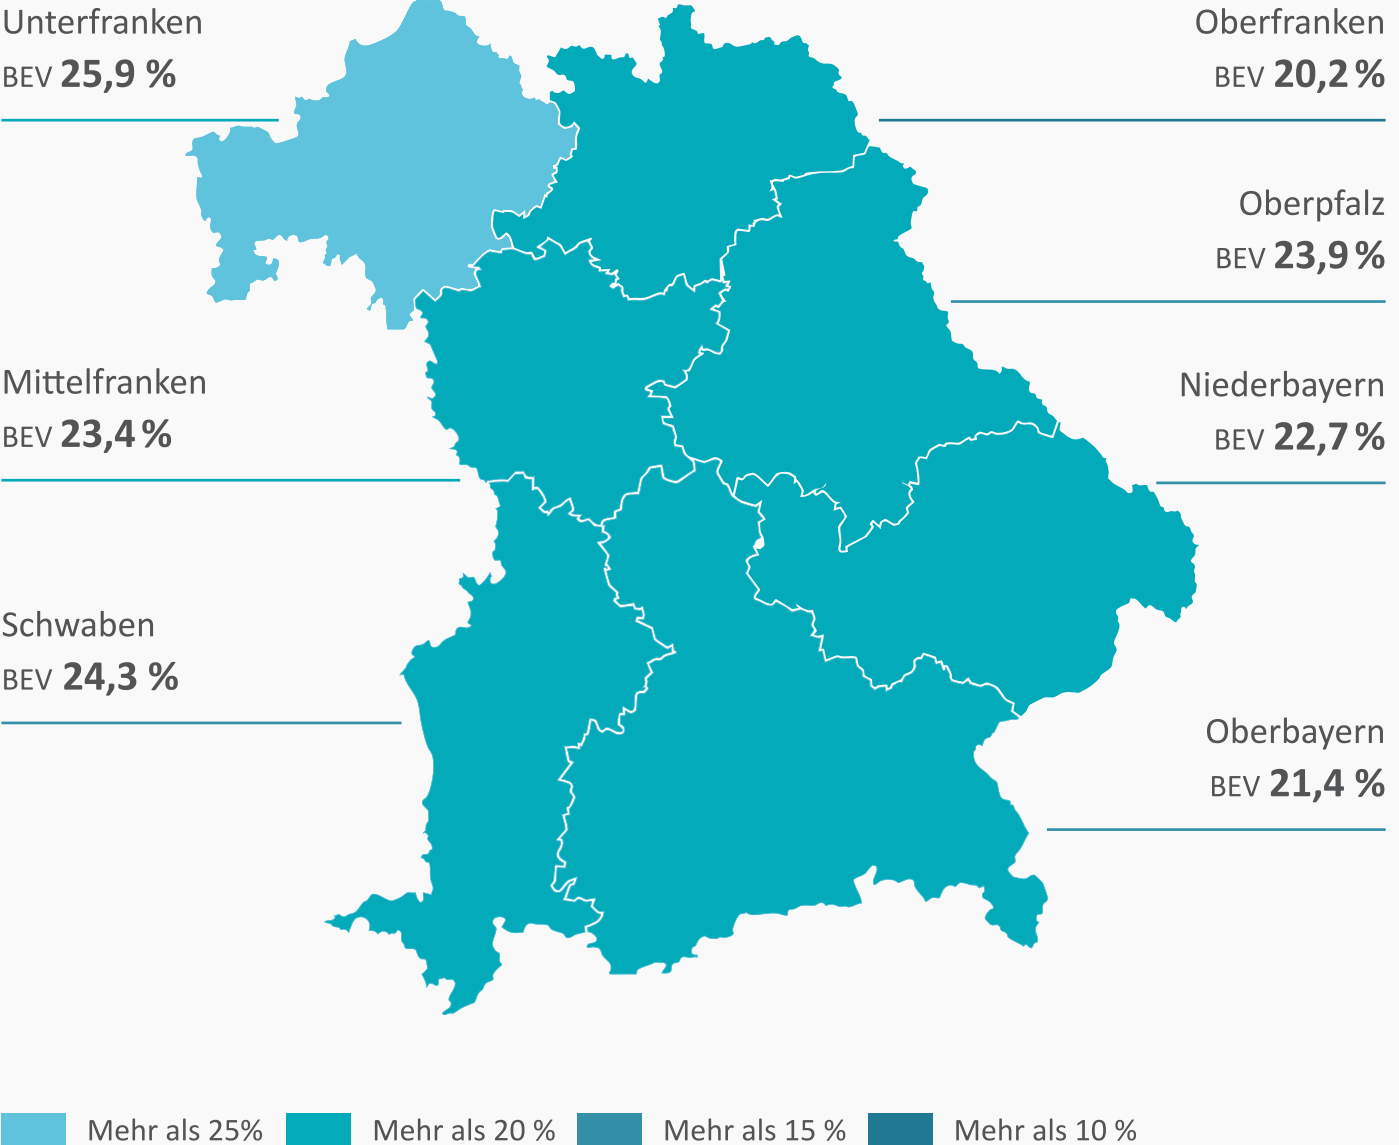 Unterfranken
BEV 25,9 %
Oberfranken
BEV 20,2 %
Oberpfalz
BEV 23,9 %
Mittelfranken
BEV 23,4 %
Niederbayern
BEV 22,7 %
Schwaben
BEV 24,3 %
Oberbayern
BEV 21,4 %
Mehr als 25%
Mehr als 20 %
Mehr als 15 %
Mehr als 10 %